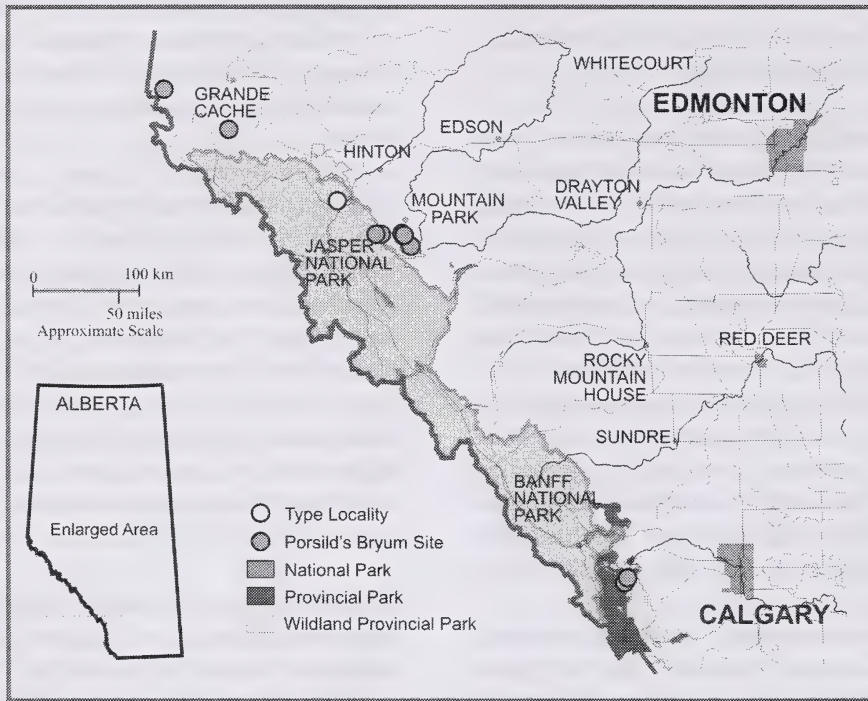 WHITECOURT
GRANDE
CACHE
EDMONTON
EDSON
HINTON
MOUNTAIN
PARK
DRAYTON
VALLEY
JASPER
NATIONAL
PARK
0 100 km
50 miles
Approximate Scale
RED DEER
ROCKY
MOUNTAIN
HOUSE
ALBERTA
SUNDRE
BANFF
NATIONAL
PARK
Enlarged Area
Type Locality
Porsild's Bryum Site
National Park
Provincial Park
Wildland Provincial Park
CALGARY